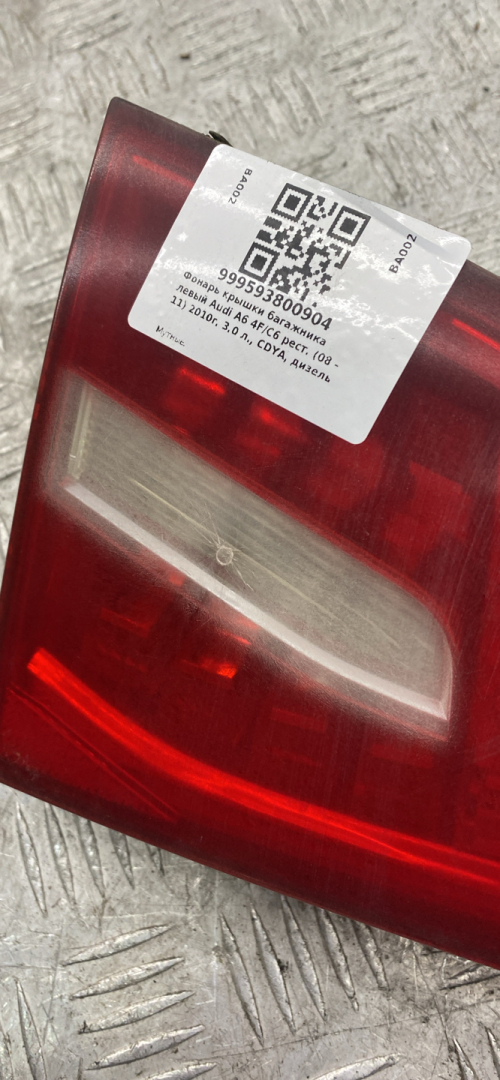 BA002
BA002
999593800904
Фонарь крышки багажника
левый Audi A6 4F/C6 рест. (08 -
11) 2010г. 3,0 л., CDYA, дизель
Мутные